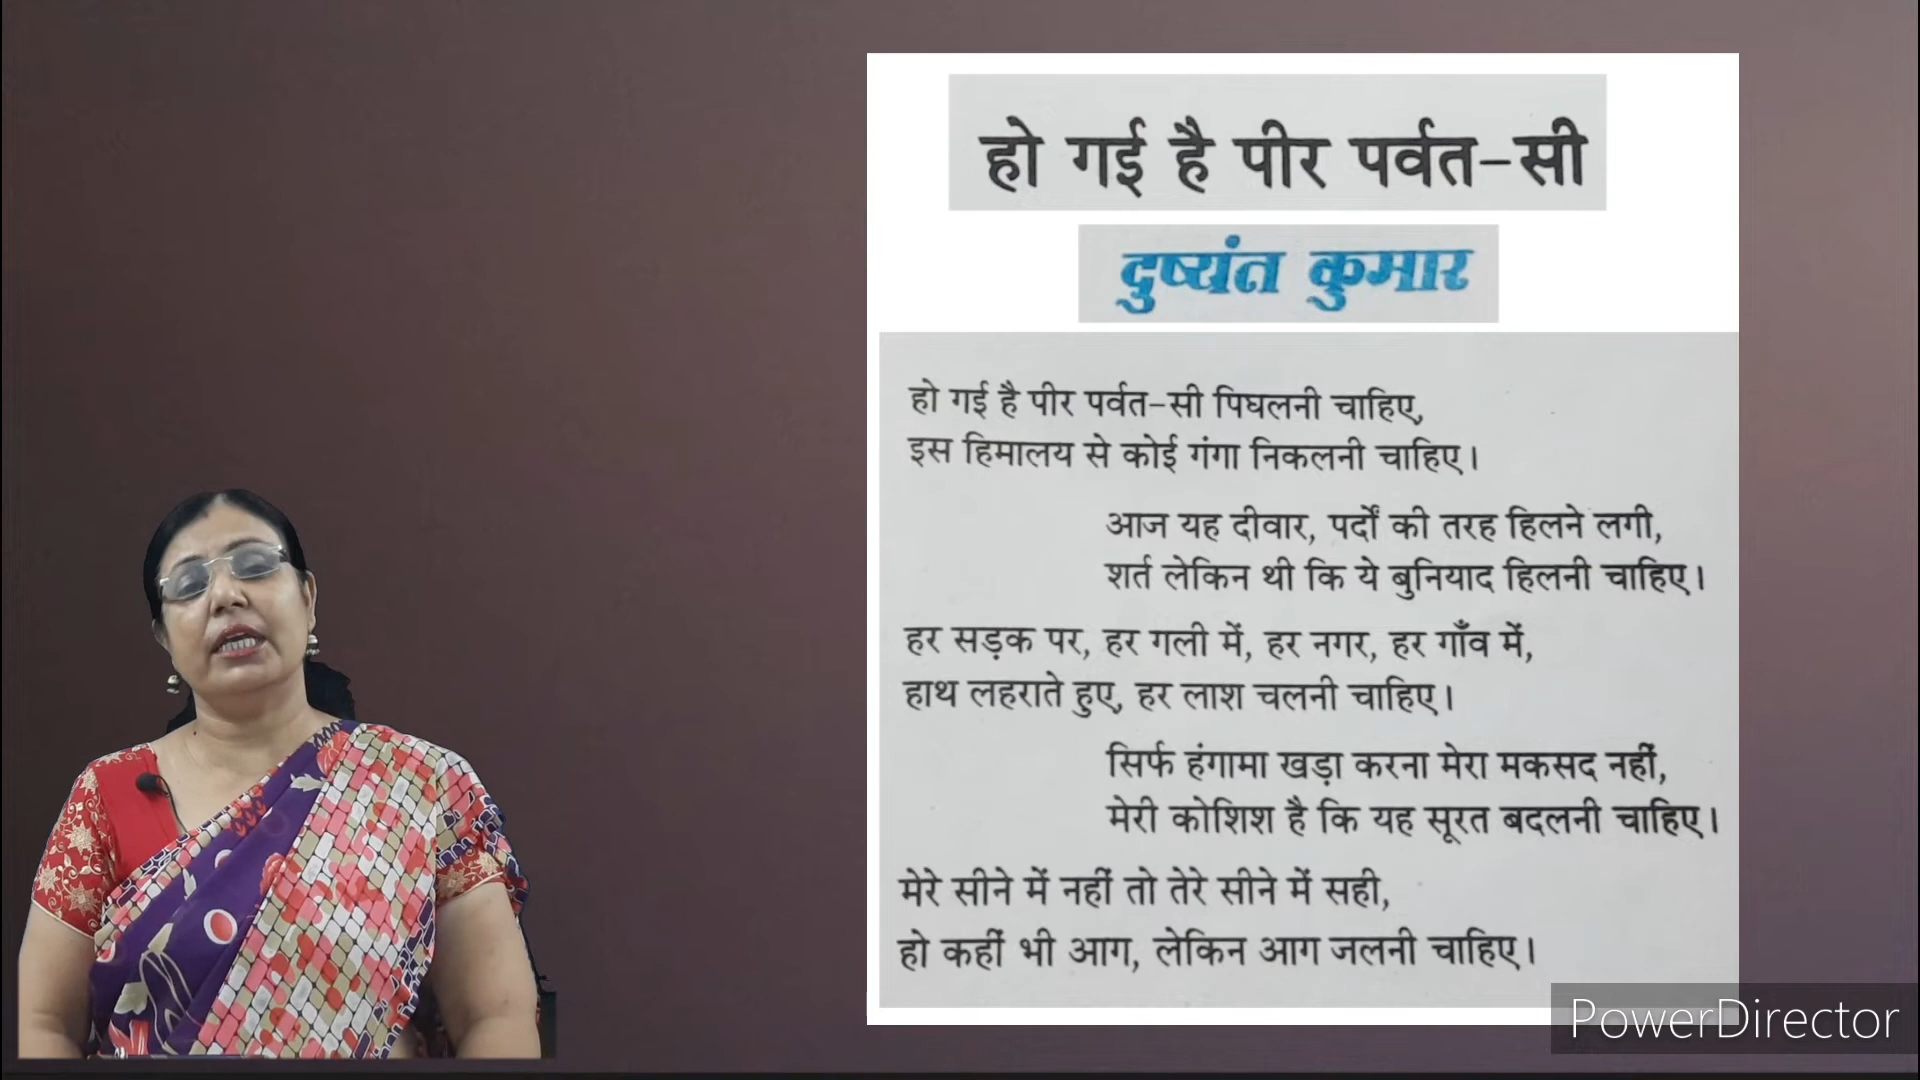 हो गई है पीर पर्वत-सी
दुष्यंत कुमार
हो गई है पीर पर्वत-सी पिघलनी चाहिए,
इस हिमालय से कोई गंगा निकलनी चाहिए।
आज यह दीवार, पर्दों की तरह हिलने लगी,
शर्त लेकिन थी कि ये बुनियाद हिलनी चाहिए।
हर सड़क पर, हर गली में, हर नगर, हर गाँव में,
हाथ लहराते हुए, हर लाश चलनी चाहिए।
सिर्फ हंगामा खड़ा करना मेरा मकसद नहीं,
मेरी कोशिश है कि यह सूरत बदलनी चाहिए।
मेरे सीने में नहीं तो तेरे सीने में सही,
हो कहीं भी आग, लेकिन आग जलनी चाहिए।
PowerDirector